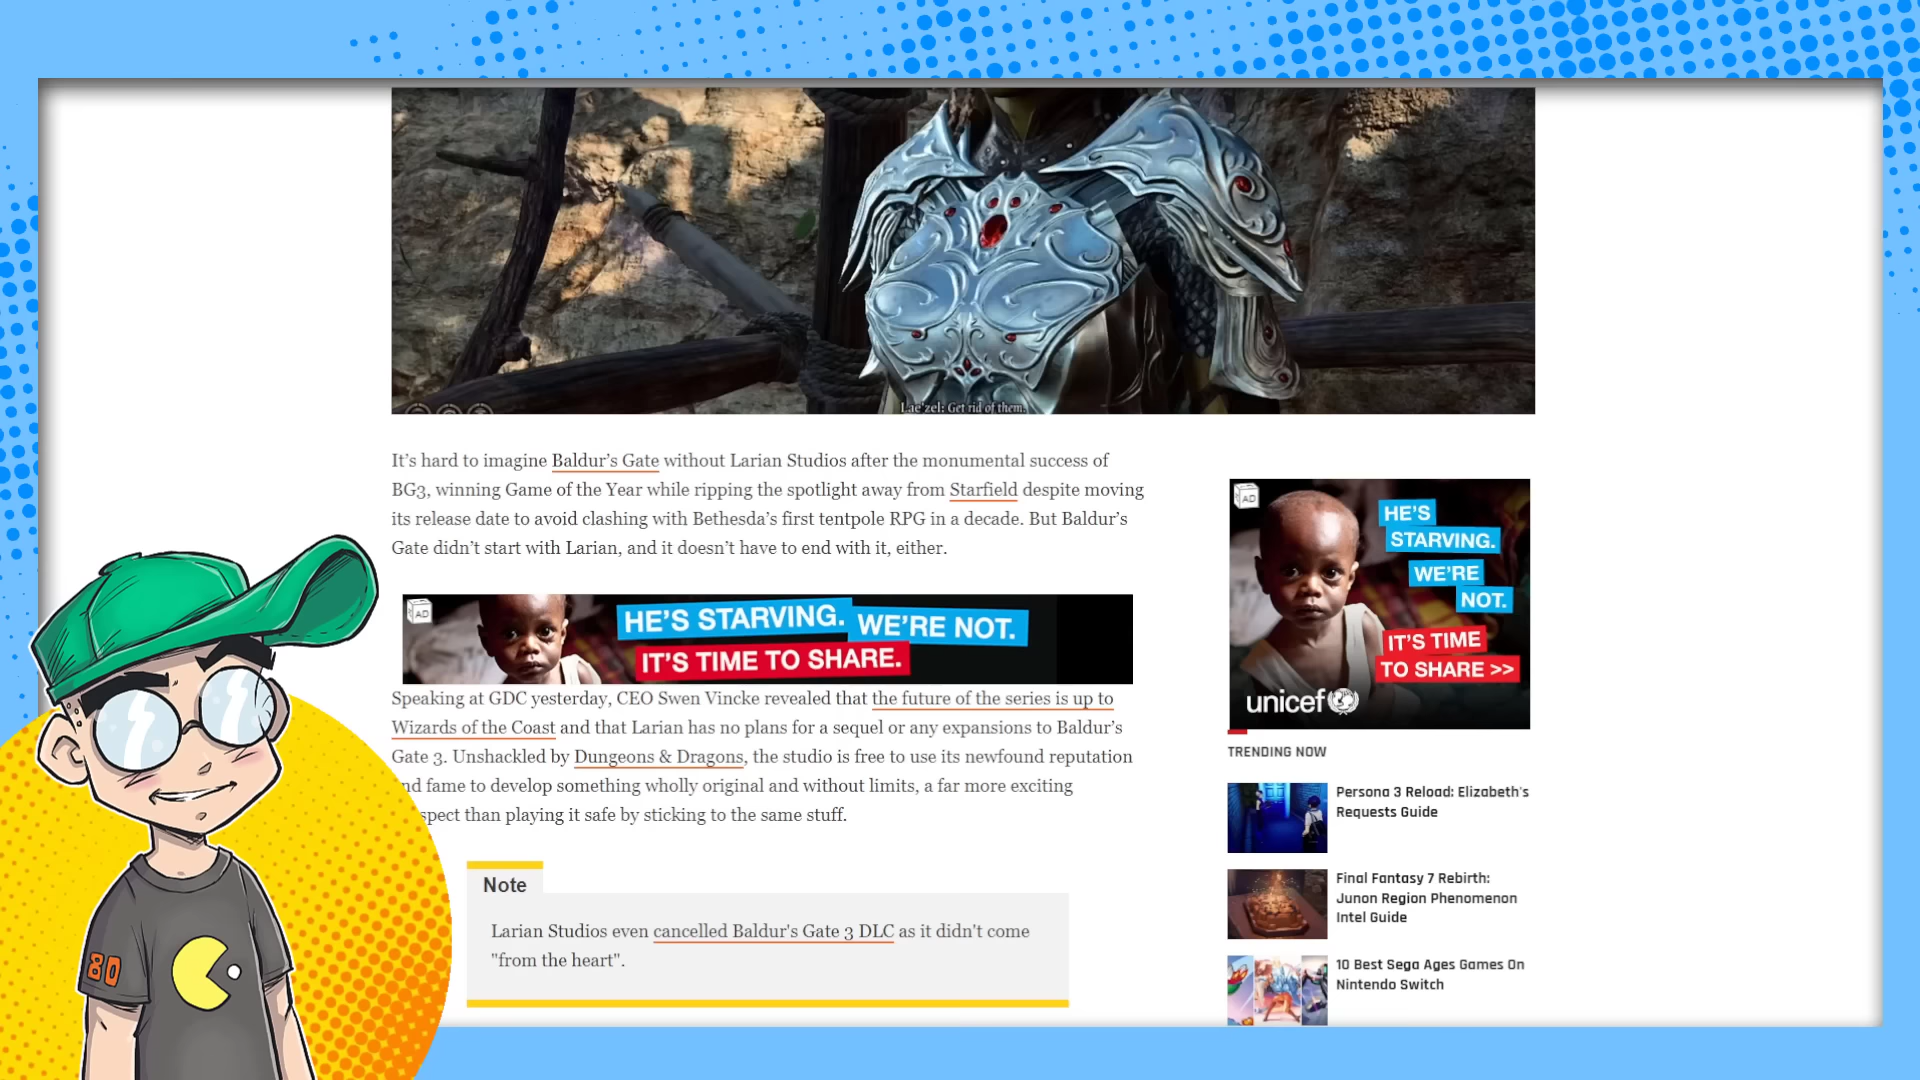 Lae'zel: Get rid of them.
It's hard to imagine Baldur's Gate without Larian Studios after the monumental success of
BG3, winning Game of the Year while ripping the spotlight away from Starfield despite moving
its release date to avoid clashing with Bethesda's first tentpole RPG in a decade. But Baldur's
Gate didn't start with Larian, and it doesn't have to end with it, either.
AD
HE'S STARVING. WE'RE NOT.
IT'S TIME TO SHARE.
Speaking at GDC yesterday, CEO Swen Vincke revealed that the future of the series is up to
Wizards of the Coast and that Larian has no plans for a sequel or any expansions to Baldur's
Gate 3. Unshackled by Dungeons & Dragons, the studio is free to use its newfound reputation
nd fame to develop something wholly original and without limits, a far more exciting
spect than playing it safe by sticking to the same stuff.
Note
Larian Studios even cancelled Baldur's Gate 3 DLC as it didn't come
"from the heart".
AD
HE'S
STARVING.
WE'RE
NOT.
IT'S TIME
TO SHARE >>
unicef
TRENDING NOW
Persona 3 Reload: Elizabeth's
Requests Guide
Final Fantasy 7 Rebirth:
Junon Region Phenomenon
Intel Guide
10 Best Sega Ages Games On
Nintendo Switch
80